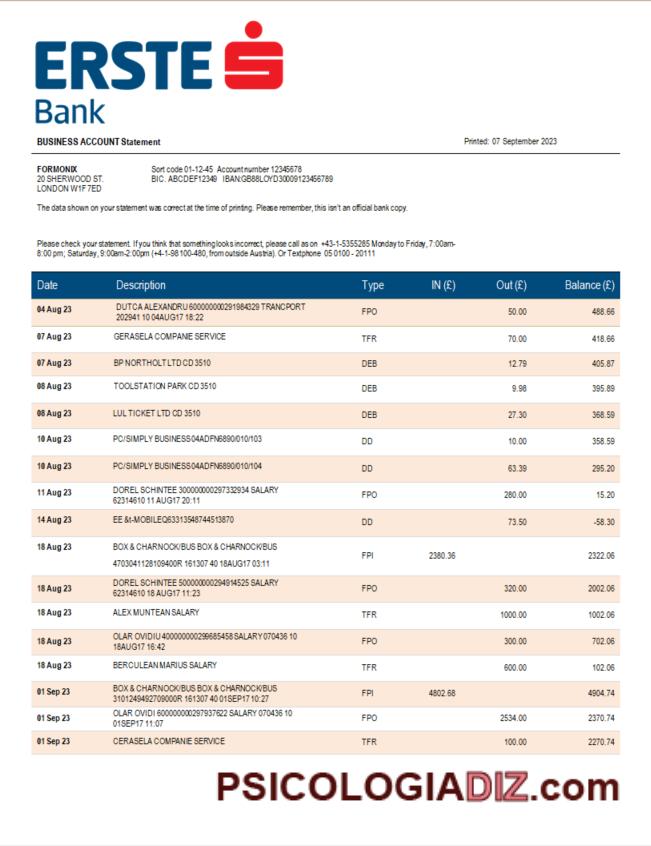 ERSTE
Bank
BUSINESS ACCOUNT Statement Printed: 07 September 2023
FORMONIX Sort code 01-12-45 Account number 12345678
20 SHERWOOD ST. BIC: ABCDEF12349 IBAN:GB88LOYD30009123456789
LONDON W1F 7ED
The data shown on your statement was correct at the time of printing. Please remember, this isn't an official bank copy.
Please check your statement. If you think that something looks incorrect, please call as on +43-1-5355285 Monday to Friday, 7:00am-
8:00 pm; Saturday, 9:00am-2:00pm (+4-1-98100-480, from outside Austria). Or Textphone 05 0100 - 20111
Date Description Type IN (£) Out (£) Balance (£)
04 Aug 23 DUTCA ALEXANDRU 600000000291984329 TRANCPORT FPO 50.00 488.66
202941 10 04AUG17 18:22
07 Aug 23 GERASELA COMPANIE SERVICE TFR 70.00 418.66
07 Aug 23 BP NORTHOLT LTD CD 3510 DEB 12.79 405.87
08 Aug 23 TOOLSTATION PARK CD 3510 DEB 9.98 395.89
08 Aug 23 LUL TICKET LTD CD 3510 DEB 27.30 368.59
10 Aug 23 PC/SIMPLY BUSINESS04ADFN6890/010/103 DD 10.00 358.59
10 Aug 23 PC/SIMPLY BUSINESS04ADFN6890/010/104 DD 63.39 295.20
11 Aug 23 DOREL SCHINTEE 300000000297332934 SALARY FPO 280.00 15.20
62314610 11 AUG17 20:11
14 Aug 23 EE &t-MOBILEQ63313548744513870 DD 73.50 -58.30
18 Aug 23 BOX & CHARNOCK/BUS BOX & CHARNOCK/BUS FPI 2380.36 2322.06
4703041128109400R 161307 40 18AUG17 03:11
18 Aug 23 DOREL SCHINTEE 500000000294914525 SALARY FPO 320.00 2002.06
62314610 18 AUG17 11:23
18 Aug 23 ALEX MUNTEAN SALARY TFR 1000.00 1002.06
18 Aug 23 OLAR OVIDIU 400000000299685458 SALARY 070436 10 FPO 300.00 702.06
18AUG17 16:42
18 Aug 23 BERCULEAN MARIUS SALARY TFR 600.00 102.06
01 Sep 23 BOX & CHARNOCK/BUS BOX & CHARNOCK/BUS FPI 4802.68 4904.74
3101249492709000R 161307 40 01SEP17 10:27
01 Sep 23 OLAR OVIDI 600000000297937622 SALARY 070436 10 FPO 2534.00 2370.74
01SEP17 11:07
01 Sep 23 CERASELA COMPANIE SERVICE TFR 100.00 2270.74
PSICOLOGIADIZ.com